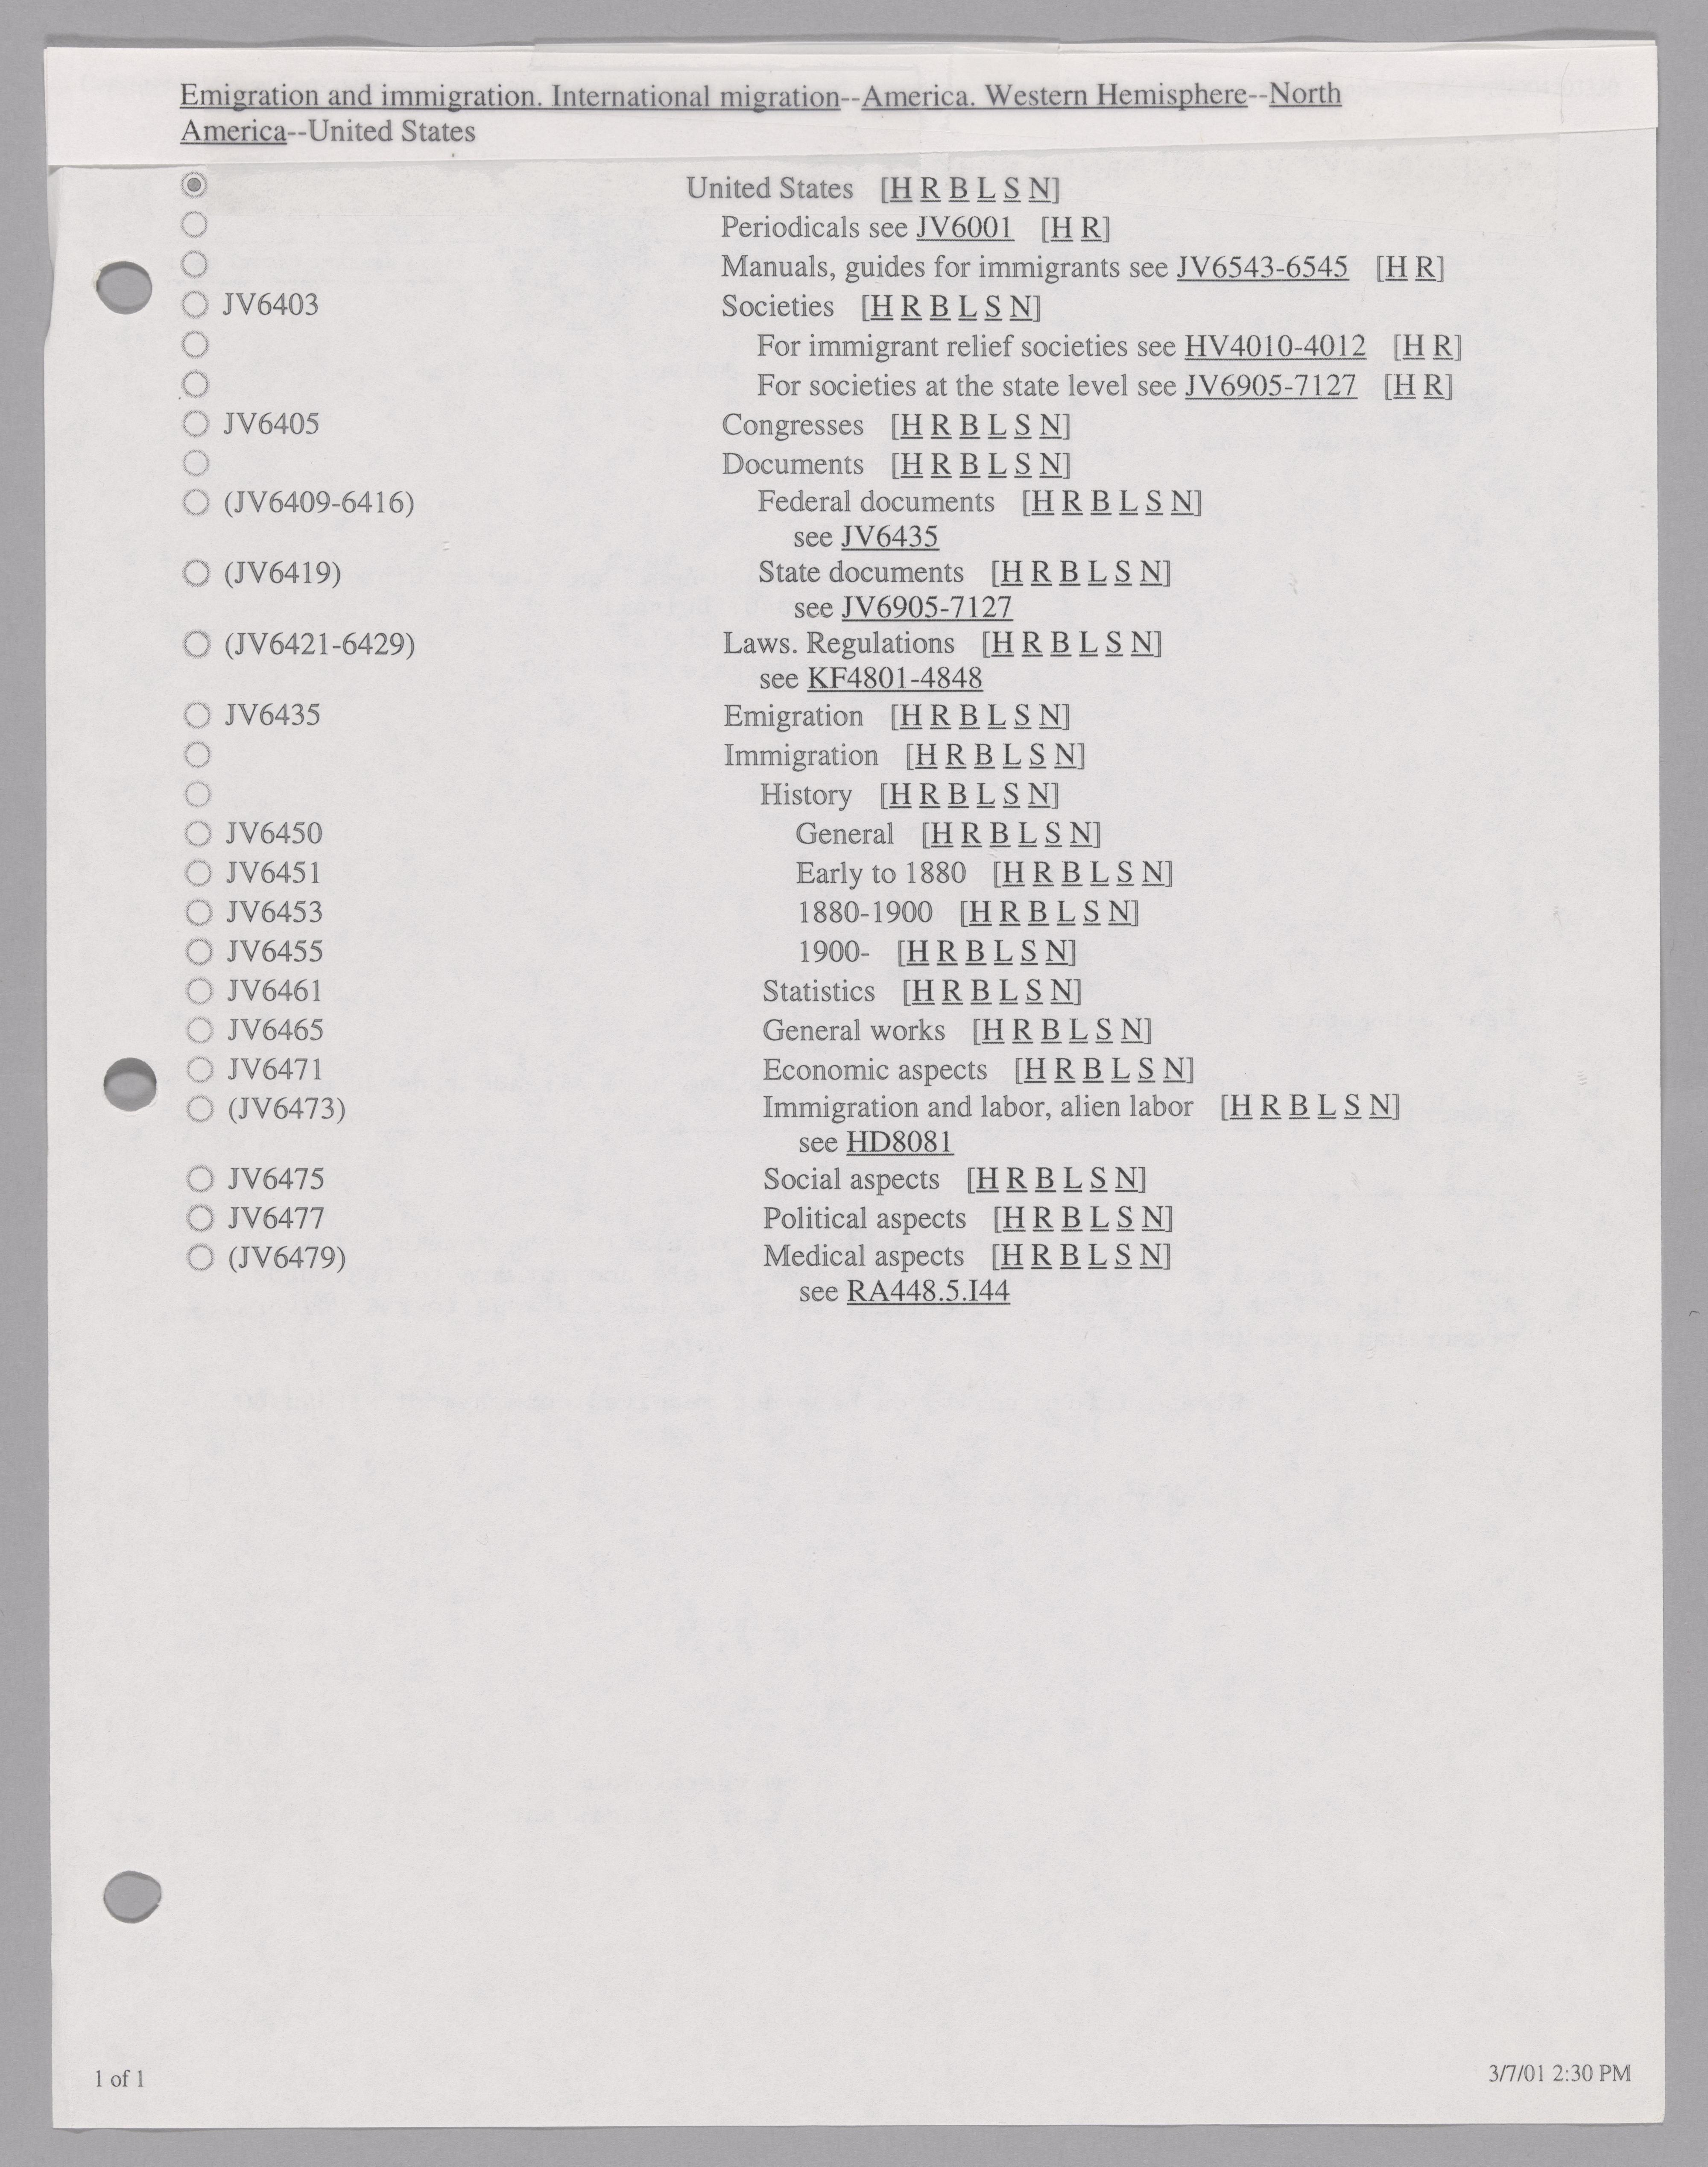 Emigration and immigration. International migration--America. Western Hemisphere--North
America--United States
United States [H R B L S N]
Periodicals see JV6001 [H R]
Manuals, guides for immigrants see JV6543-6545 [H R]
JV6403 Societies [H R B L S N]
For immigrant relief societies see HV4010-4012 [H R]
For societies at the state level see JV6905-7127 [H R]
JV6405 Congresses [H R B L S N]
Documents [H R B L S N]
(JV6409-6416) Federal documents [H R B L S N]
see JV6435
(JV6419) State documents [H R B L S N]
see JV6905-7127
(JV6421-6429) Laws. Regulations [H R B L S N]
see KF4801-4848
JV6435 Emigration [H R B L S N]
Immigration [H R B L S N]
History [H R B L S N]
JV6450 General [H R B L S N]
JV6451 Early to 1880 [H R B L S N]
JV6453 1880-1900 [H R B L S N]
JV6455 1900- [H R B L S N]
JV6461 Statistics [H R B L S N]
JV6465 General works [H R B L S N]
JV6471 Economic aspects [H R B L S N]
(JV6473) Immigration and labor, alien labor [H R B L S N]
see HD8081
JV6475 Social aspects [H R B L S N]
JV6477 Political aspects [H R B L S N]
(JV6479) Medical aspects [H R B L S N]
see RA448.5.I44
1 of 1
3/7/01 2:30 PM